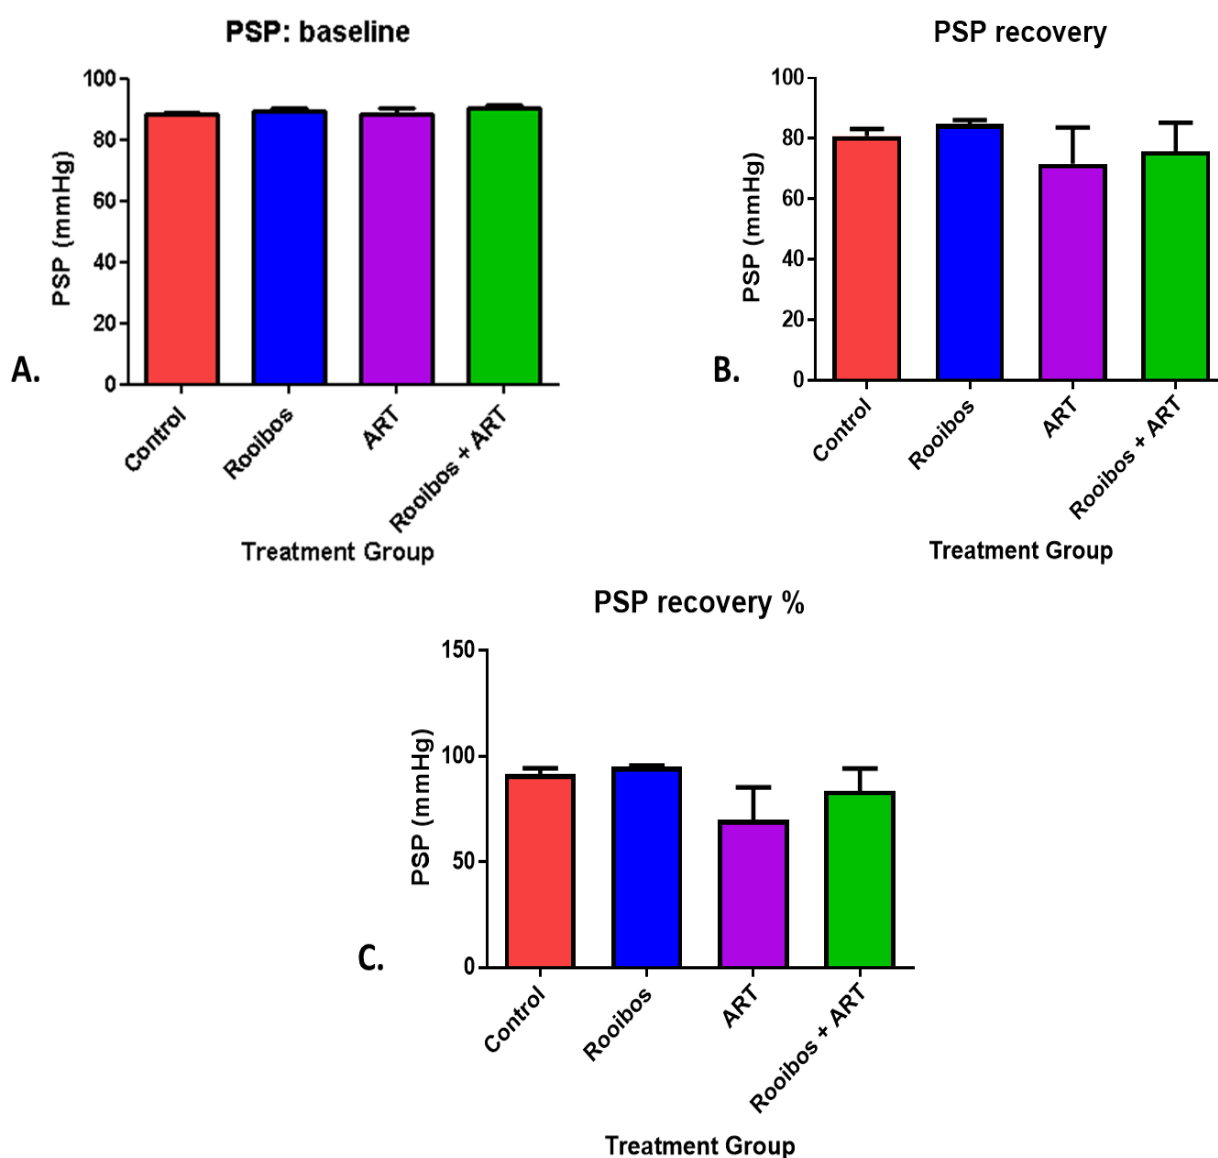 PSP: baseline
PSP (mmHg)
100
80
60
40
20
0
A.
Control
Rooibos
ART
Rooibos + ART
Treatment Group
PSP recovery
PSP (mmHg)
100
80
60
40
20
0
B.
Control
Rooibos
ART
Rooibos + ART
Treatment Group
PSP recovery %
PSP (mmHg)
150
100
50
0
C.
Control
Rooibos
ART
Rooibos + ART
Treatment Group